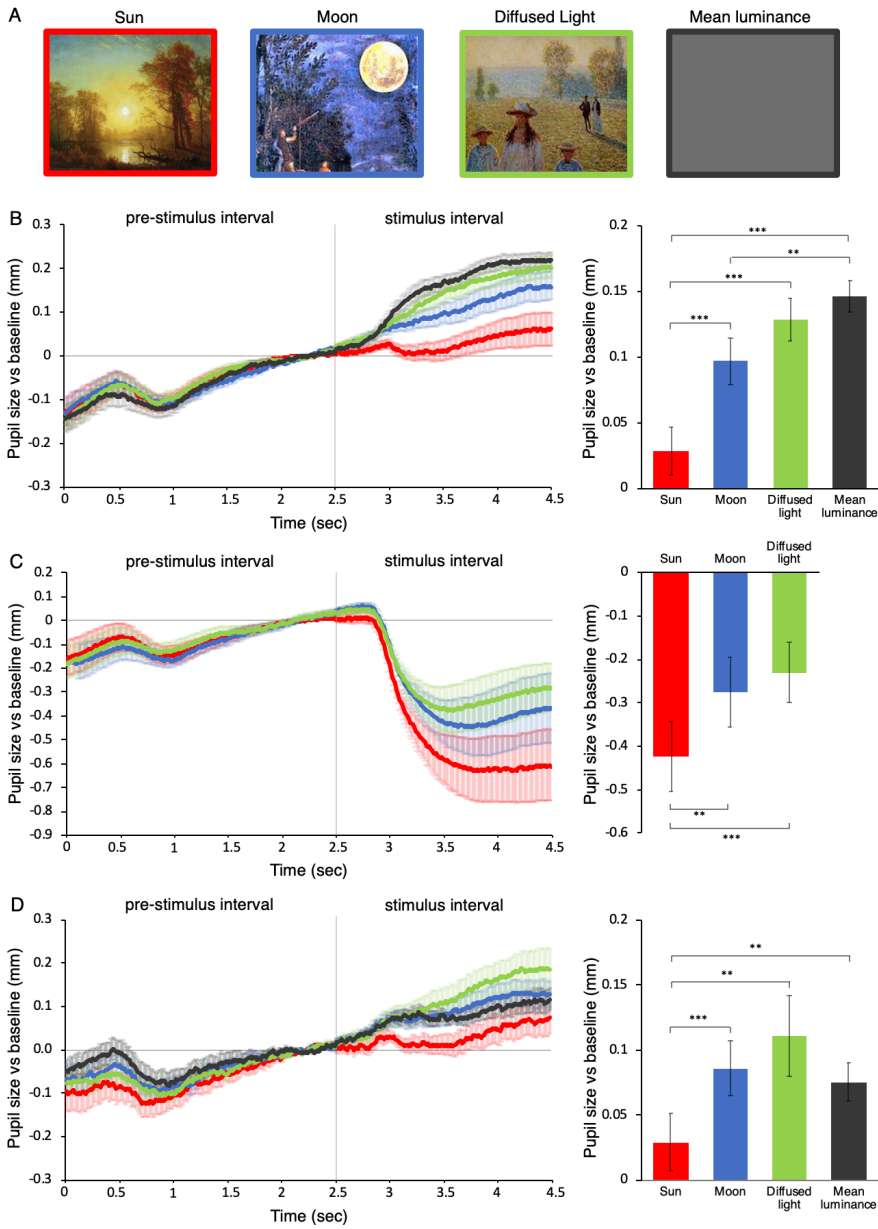 A
Sun
Moon
Diffused Light
Mean luminance
B
pre-stimulus interval
stimulus interval
Pupil size vs baseline (mm)
0.3
0.2
0.1
0
-0.1
-0.2
0.3
0
0.5
1
1.5
2
2.5
3
3.5
4
4.5
Time (sec)
Pupil size vs baseline (mm)
0.2
0.15
0.1
0.05
0
***
**
***
***
Sun
Moon
Diffused
light
Mean
luminance
C
pre-stimulus interval
stimulus interval
Pupil size vs baseline (mm)
0.2
0.1
0
-0.1
-0.2
-0.3
-0.4
-0.5
-0.6
-0.7
-0.8
-0.9
0
0.5
1
1.5
2
2.5
3
3.5
4
4.5
Time (sec)
Sun
Moon
Diffused
light
Pupil size vs baseline (mm)
0
-0.1
-0.2
-0.3
-0.4
-0.5
-0.6
**
***
D
pre-stimulus interval
stimulus interval
Pupil size vs baseline (mm)
0.3
0.2
0.1
0.0
-0.1
-0.2
-0.3
0
0.5
1
1.5
2
2.5
3
3.5
4
4.5
Time (sec)
Pupil size vs baseline (mm)
0.2
0.15
0.1
0.05
0
**
**
***
Sun
Moon
Diffused
light
Mean
luminance